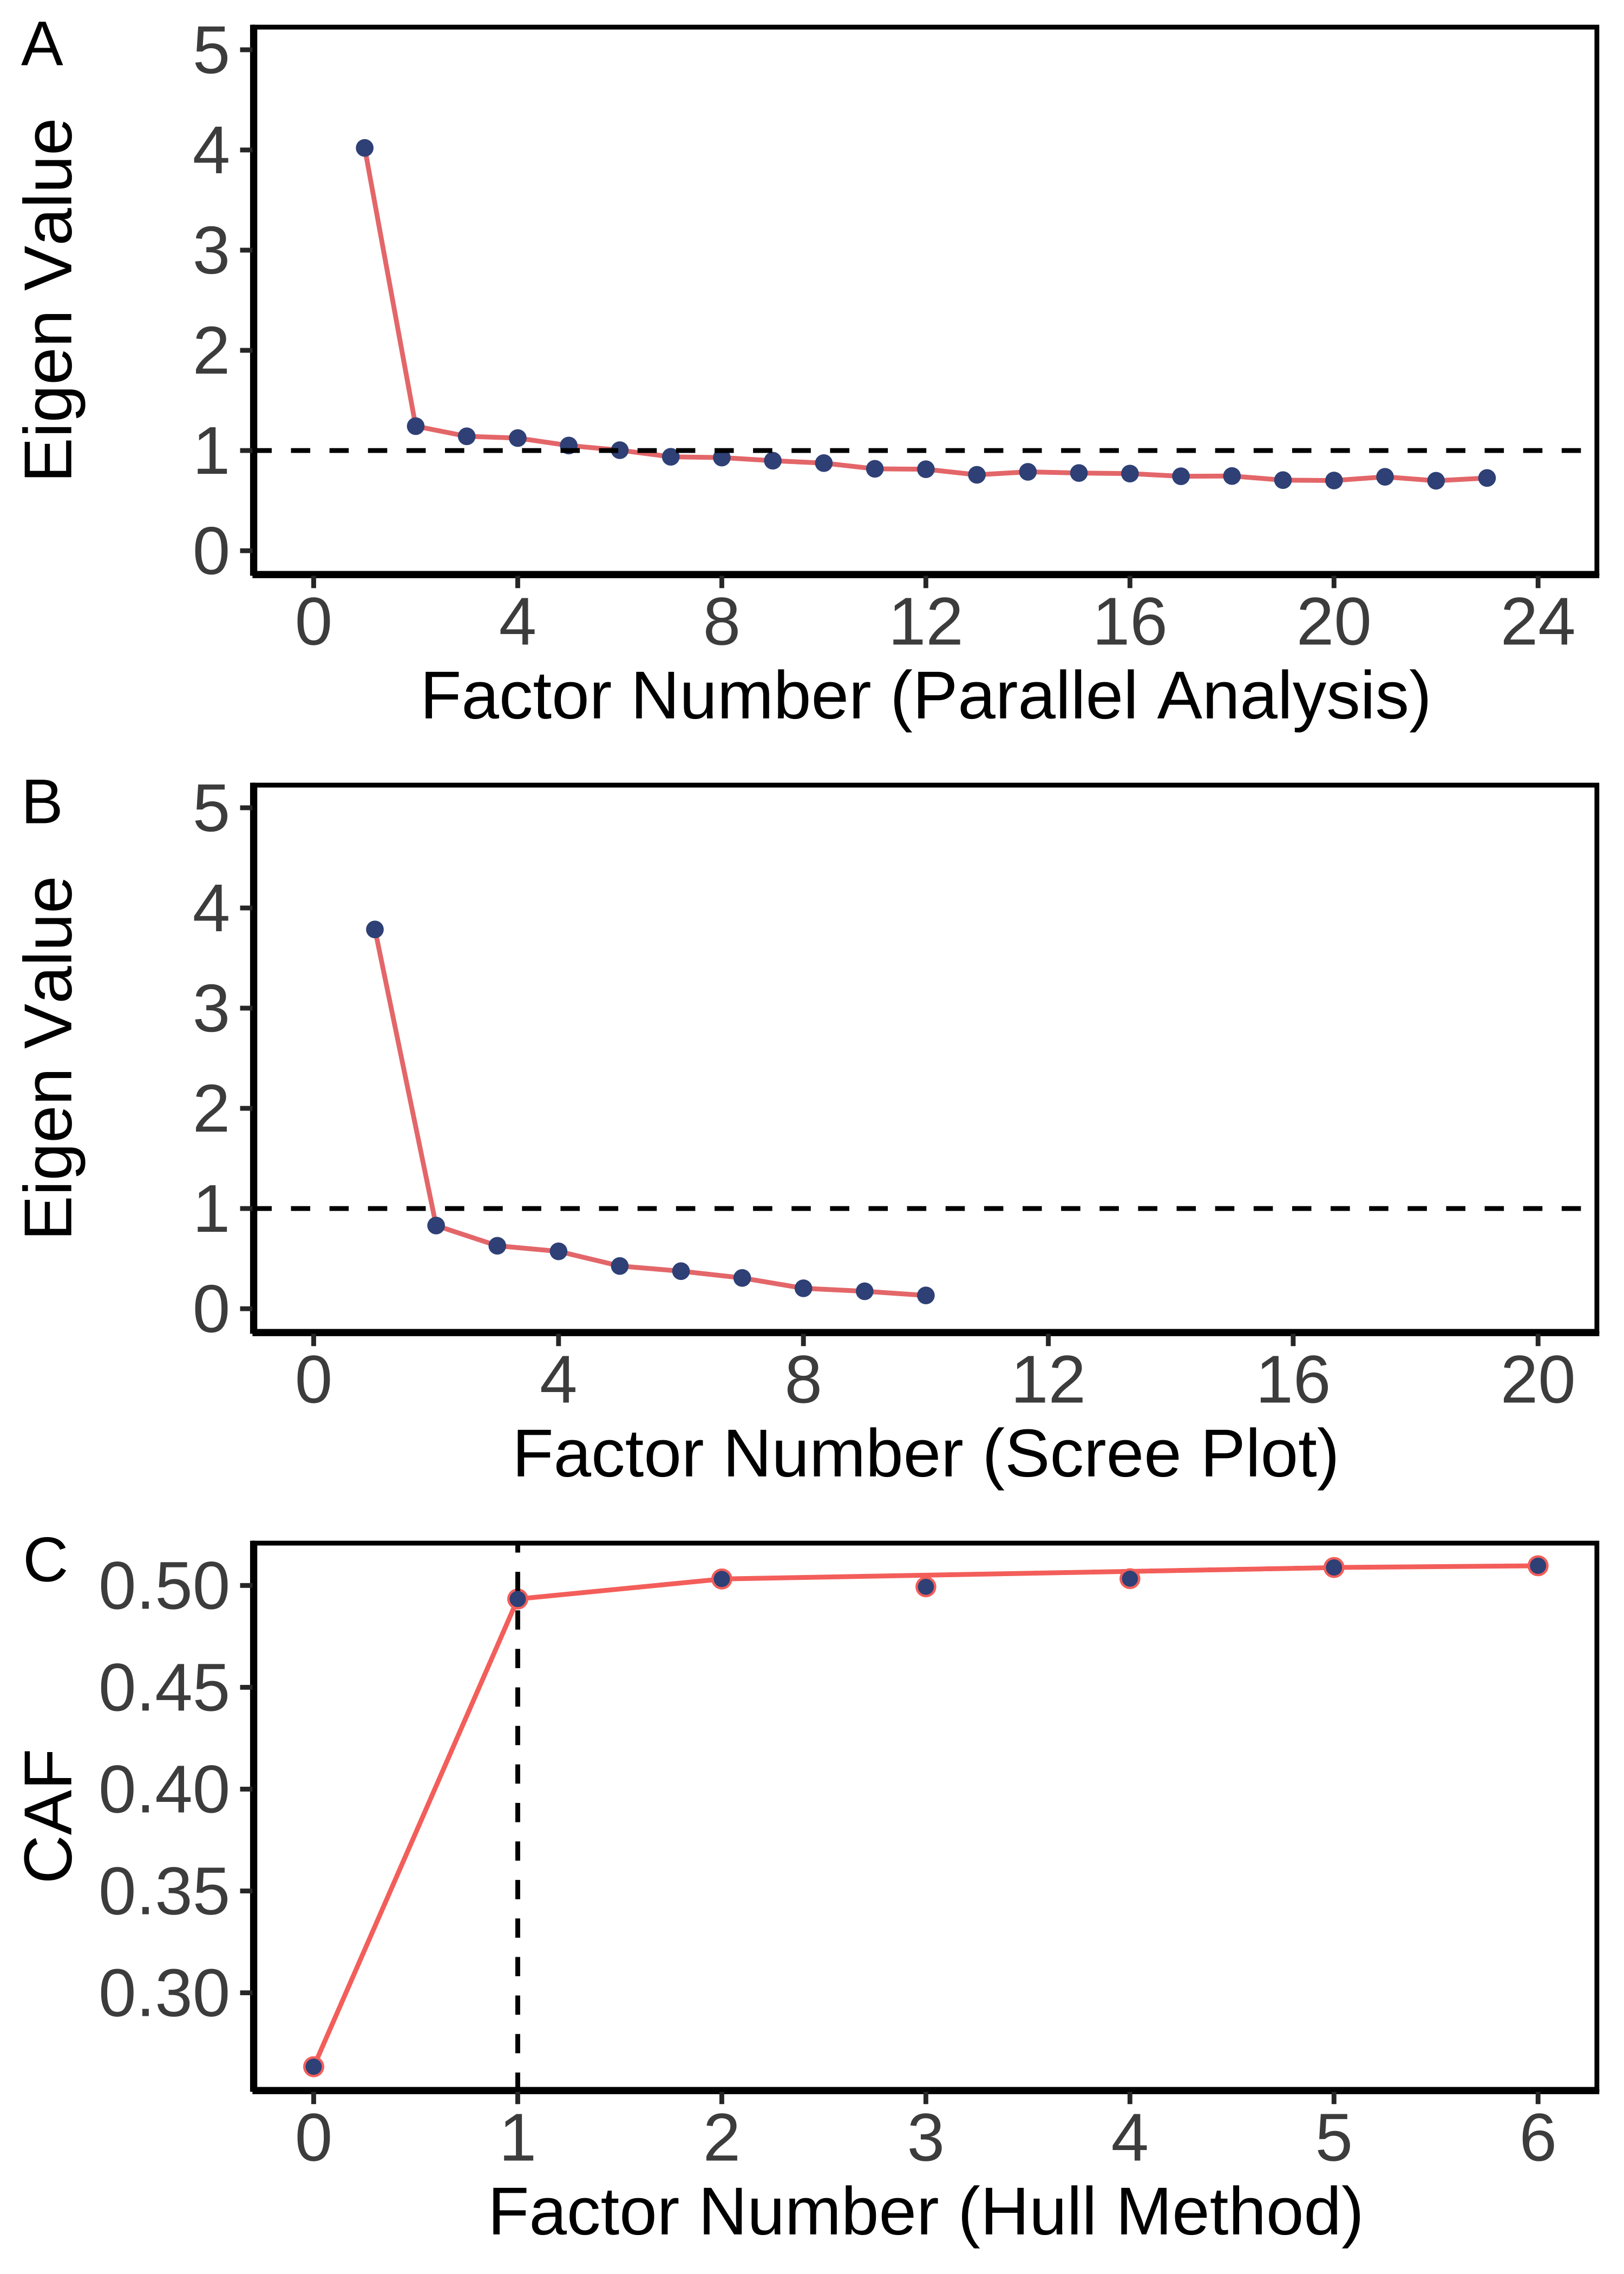 A
Eigen Value
5
4
3
2
1
0
0 4 8 12 16 20 24
Factor Number (Parallel Analysis)
B
Eigen Value
5
4
3
2
1
0
0 4 8 12 16 20
Factor Number (Scree Plot)
C
CAF
0.50
0.45
0.40
0.35
0.30
0 1 2 3 4 5 6
Factor Number (Hull Method)